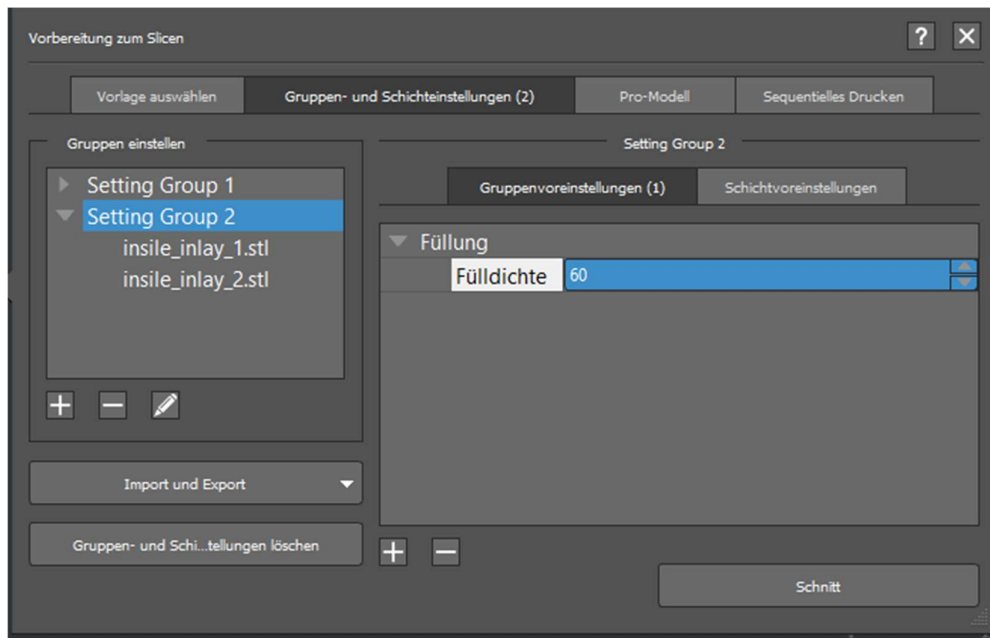 Vorbereitung zum Slicen
?
Vorlage auswählen
Gruppen- und Schichteinstellungen (2)
Pro-Modell
Sequentielles Drucken
Gruppen einstellen
Setting Group 1
Setting Group 2
insile_inlay_1.stl
insile_inlay_2.stl
Import und Export
Gruppen- und Schi...tellungen löschen
Setting Group 2
Gruppenvoreinstellungen (1)
Schichtvoreinstellungen
Füllung
Fülldichte 60
Schnitt